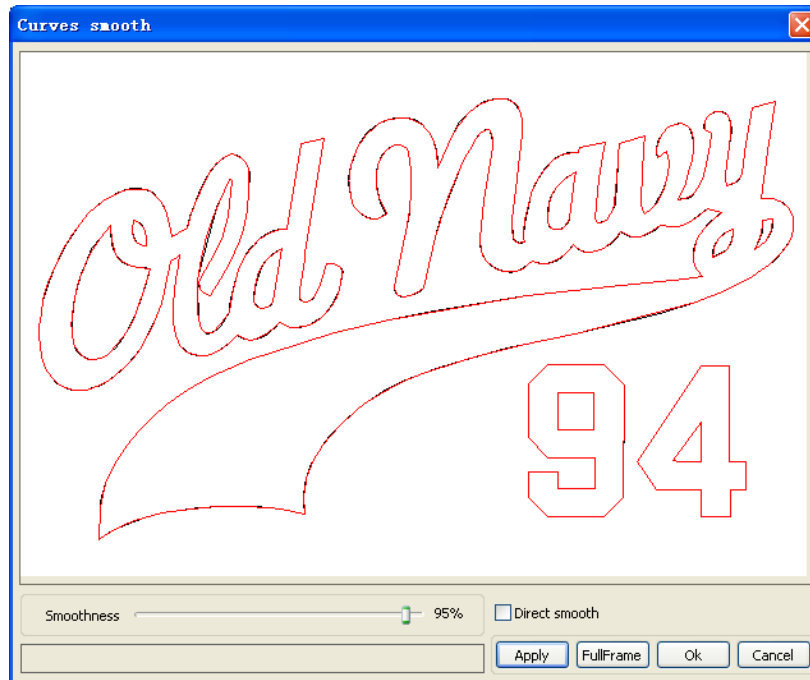 Curves smooth
Old Navy
94
Smoothness 95% Direct smooth
Apply FullFrame Ok Cancel